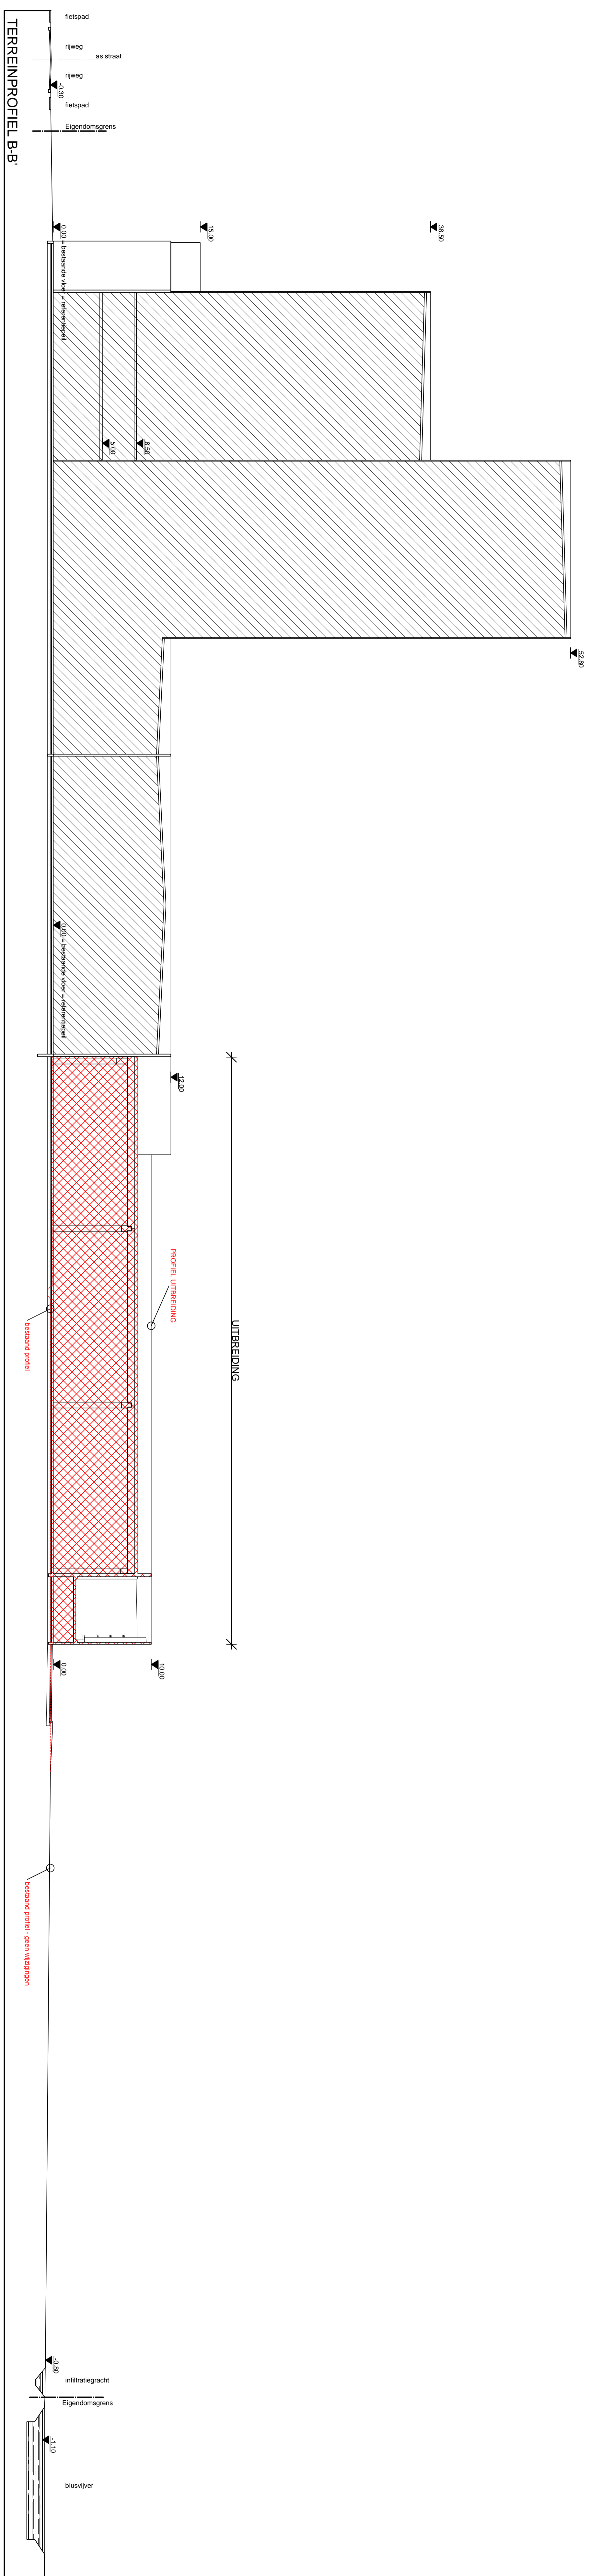 fietspad
rijweg
as straat
rijweg
-0.30
fietspad
Eigendomsgrens
TERREINPROFIEL B-B'
0.00 = bestaande vloer = referentiepeil
15.00
38.50
5.00
8.50
52.80
0.00 = bestaande vloer = referentiepeil
12.00
PROFIEL UITBREIDING
UITBREIDING
bestaand profiel
0.00
10.00
bestaand profiel - geen wijzigingen
-0.80
infiltratiegracht
Eigendomsgrens
-1.10
blusvijver